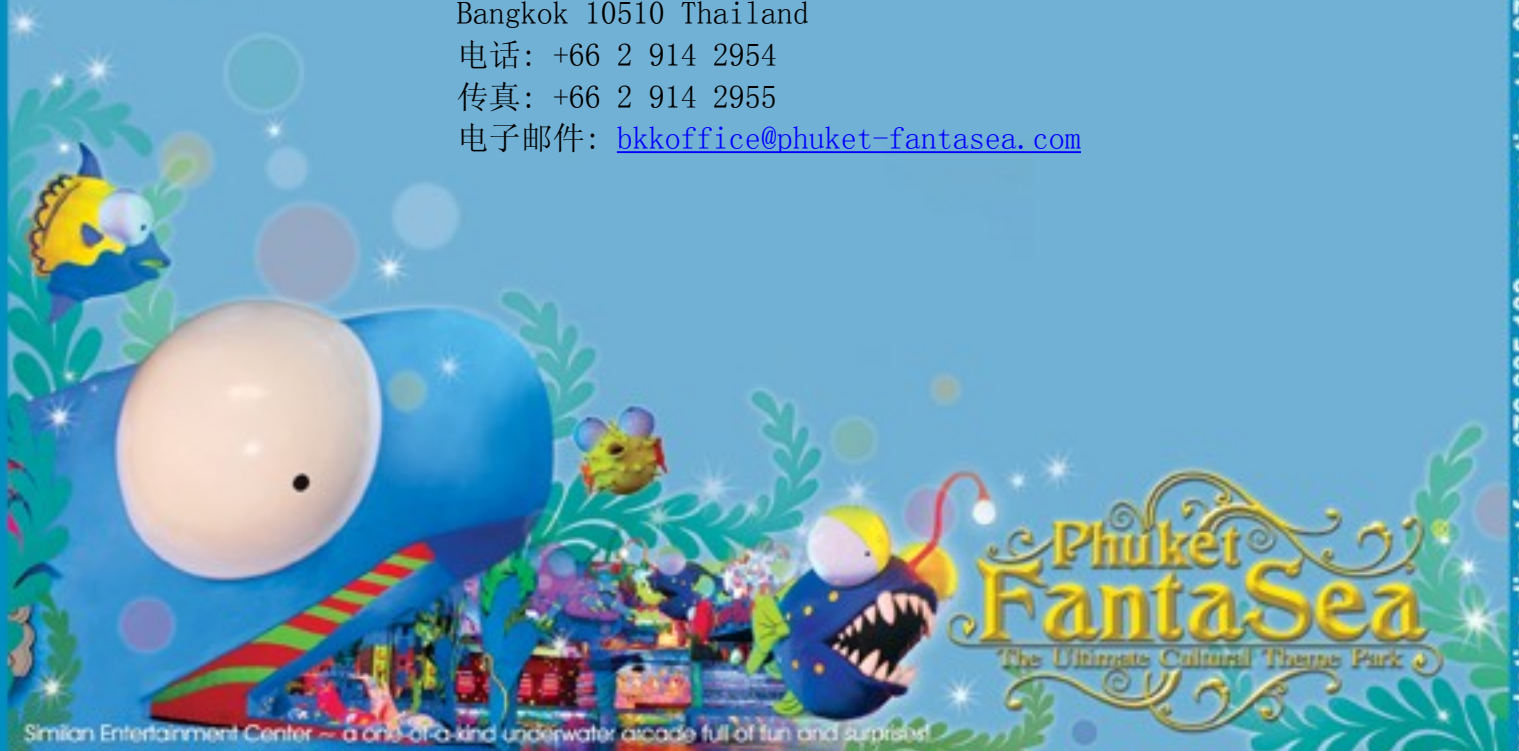 Bangkok 10510 Thailand
电话: +66 2 914 2954
传真: +66 2 914 2955
电子邮件: bkkoffice@phuket-fantasea.com
Phuket
FantaSea
®
The Ultimate Cultural Theme Park
Similan Entertainment Center ~ a one-of-a-kind underwater arcade full of fun and surprises!